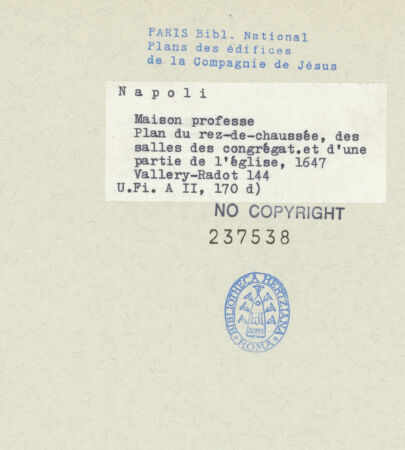 PARIS Bibl. National
Plans des édifices
de la Compagnie de Jésus
Napoli
Maison professe
Plan du rez-de-chaussée, des
salles des congrégat.et d'une
partie de l'église, 1647
Vallery-Radot 144
U.Fi. A II, 170 d)
NO COPYRIGHT
237538
BIBLIOTHECA HERTZIANA
ROMA